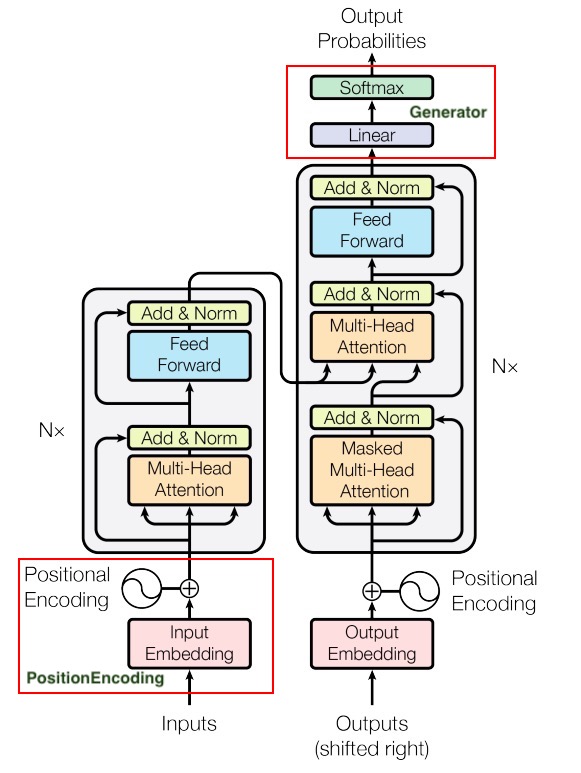 Output
Probabilities
Softmax
Generator
Linear
Add & Norm
Feed
Forward
Add & Norm
Multi-Head
Attention
Nx
Add & Norm
Masked
Multi-Head
Attention
Add & Norm
Feed
Forward
Nx
Add & Norm
Multi-Head
Attention
Positional
Encoding
Input
Embedding
PositionEncoding
Inputs
Positional
Encoding
Output
Embedding
Outputs
(shifted right)